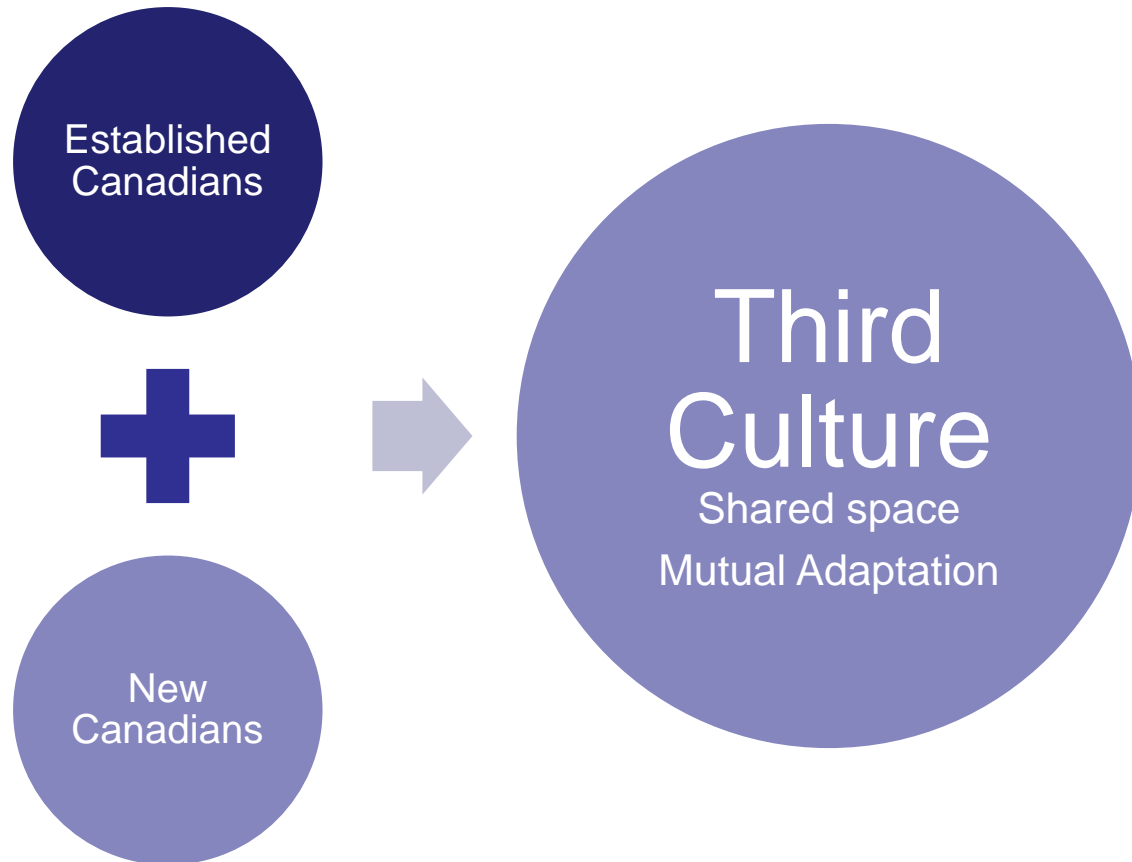 Established
Canadians
New
Canadians
Third
Culture
Shared space
Mutual Adaptation